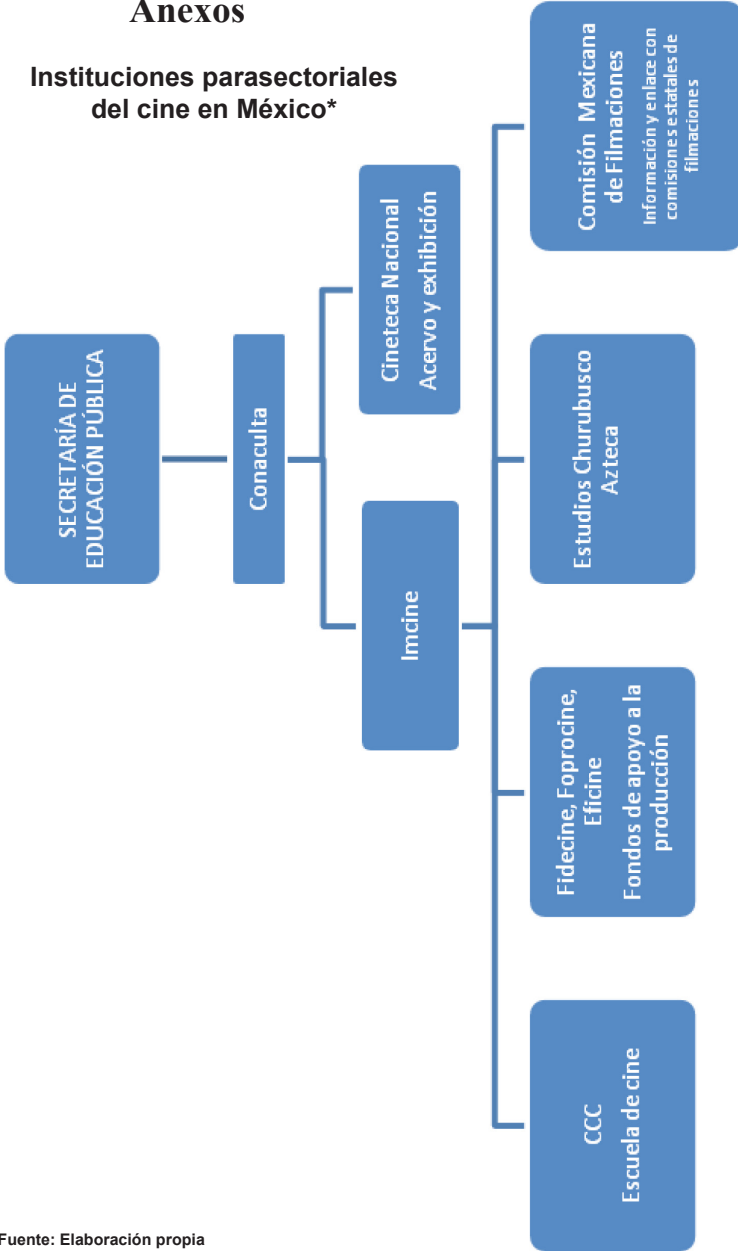 Anexos
Instituciones parasectoriales
del cine en México*
SECRETARÍA DE
EDUCACIÓN PÚBLICA
Conaculta
Imcine
Cineteca Nacional
Acervo y exhibición
CCC
Escuela de cine
Fidecine, Foprocine,
Eficine
Fondos de apoyo a la
producción
Estudios Churubusco
Azteca
Comisión Mexicana
de Filmaciones
Información y enlace con
comisiones estatales de
filmaciones
Fuente: Elaboración propia